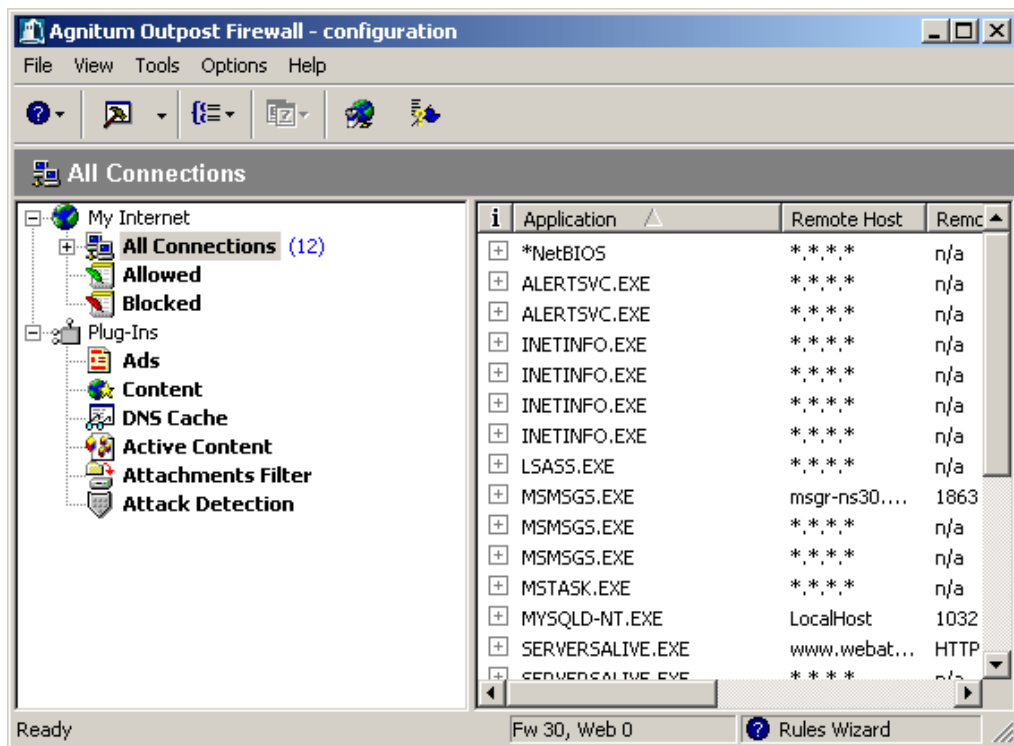 Agnitum Outpost Firewall - configuration
File View Tools Options Help
All Connections
My Internet
All Connections (12)
Allowed
Blocked
Plug-Ins
Ads
Content
DNS Cache
Active Content
Attachments Filter
Attack Detection
i Application Remote Host Remc
*NetBIOS *.*.*.* n/a
ALERTSVC.EXE *.*.*.* n/a
ALERTSVC.EXE *.*.*.* n/a
INETINFO.EXE *.*.*.* n/a
INETINFO.EXE *.*.*.* n/a
INETINFO.EXE *.*.*.* n/a
INETINFO.EXE *.*.*.* n/a
LSASS.EXE *.*.*.* n/a
MSMSGS.EXE msgr-ns30.... 1863
MSMSGS.EXE *.*.*.* n/a
MSMSGS.EXE *.*.*.* n/a
MSTASK.EXE *.*.*.* n/a
MYSQLD-NT.EXE LocalHost 1032
SERVERSALIVE.EXE www.webat... HTTP
SERVERSALIVE.EXE *.*.*.* n/a
Ready Fw 30, Web 0 Rules Wizard